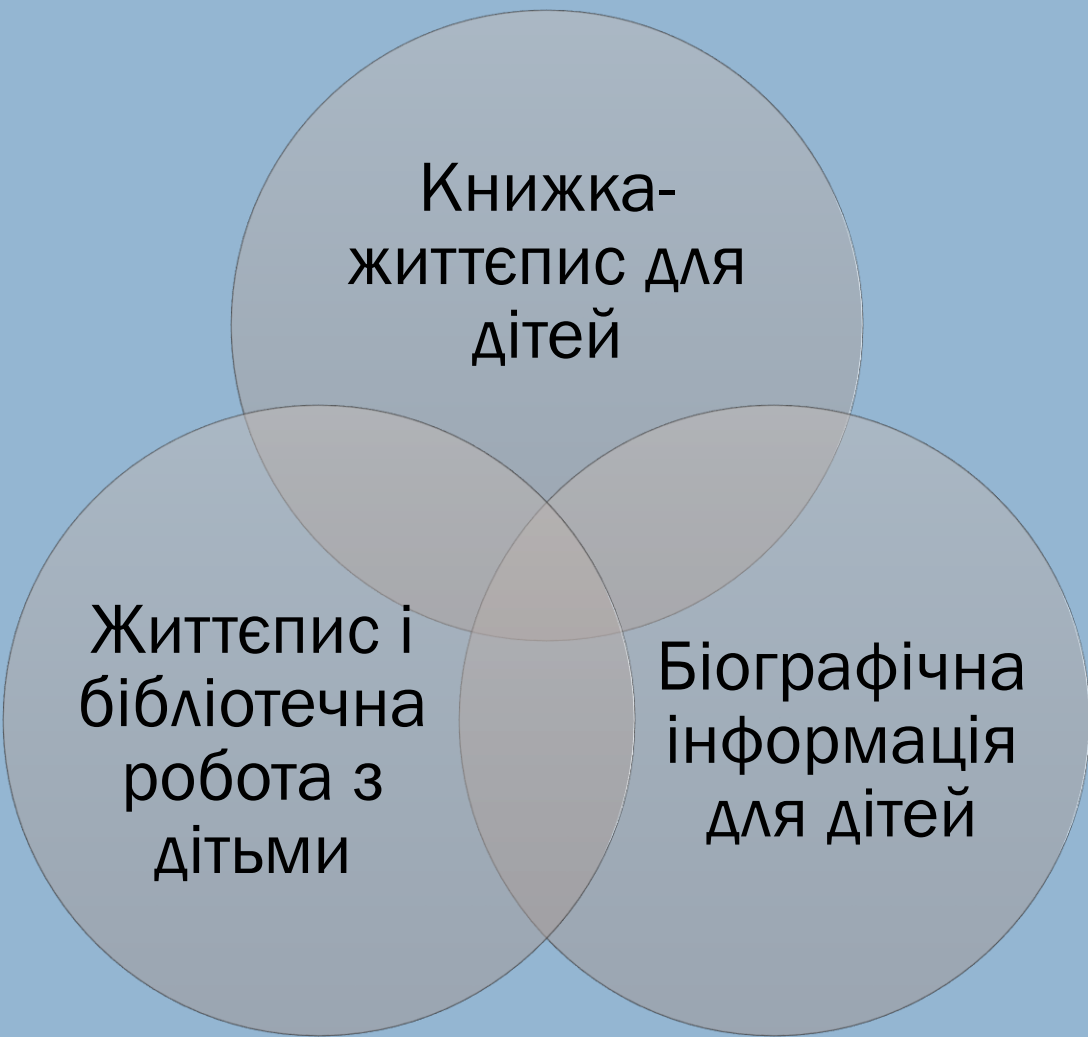 Книжка-
життєпис для
дітей
Життєпис і
бібліотечна
робота з
дітьми
Біографічна
інформація
для дітей